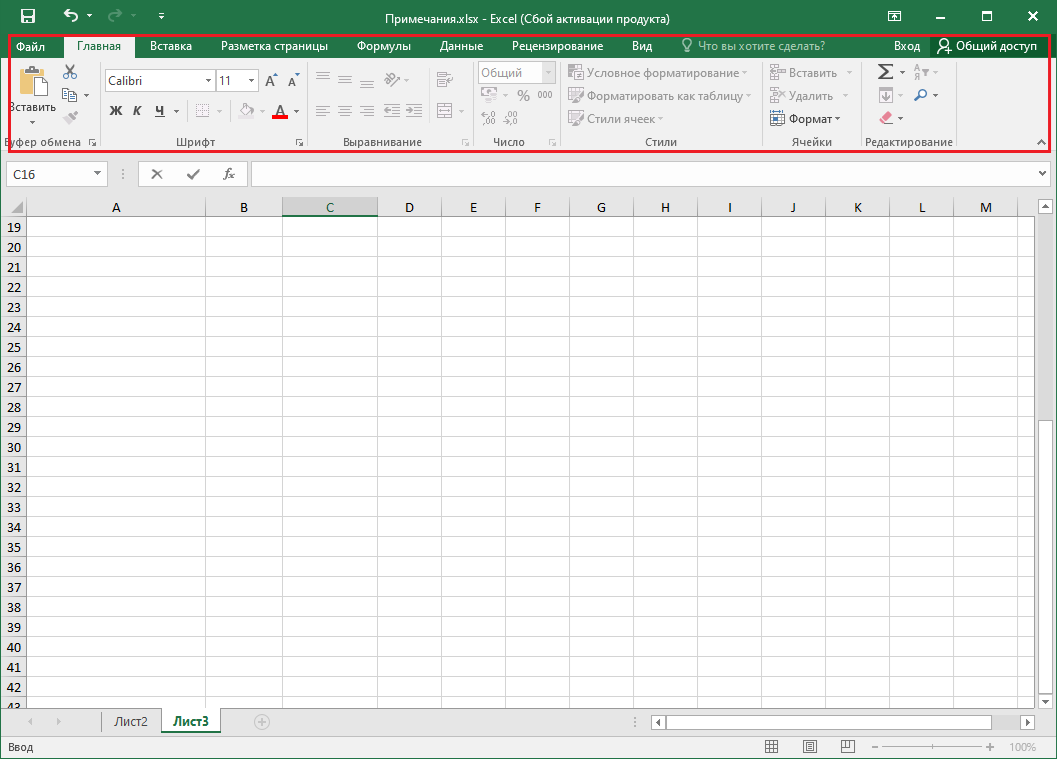 Примечания.xlsx - Excel (Сбой активации продукта)
Файл Главная Вставка Разметка страницы Формулы Данные Рецензирование Вид Что вы хотите сделать? Вход Общий доступ
Calibri 11 Общий Условное форматирование Вставить
Вставить Ж К Ч А % 000 Форматировать как таблицу Удалить
,00 ,00 Стили ячеек Формат
Буфер обмена Шрифт Выравнивание Число Стили Ячейки Редактирование
C16 fx
A B C D E F G H I J K L M
19
20
21
22
23
24
25
26
27
28
29
30
31
32
33
34
35
36
37
38
39
40
41
42
43
Лист2 Лист3
Ввод 100%